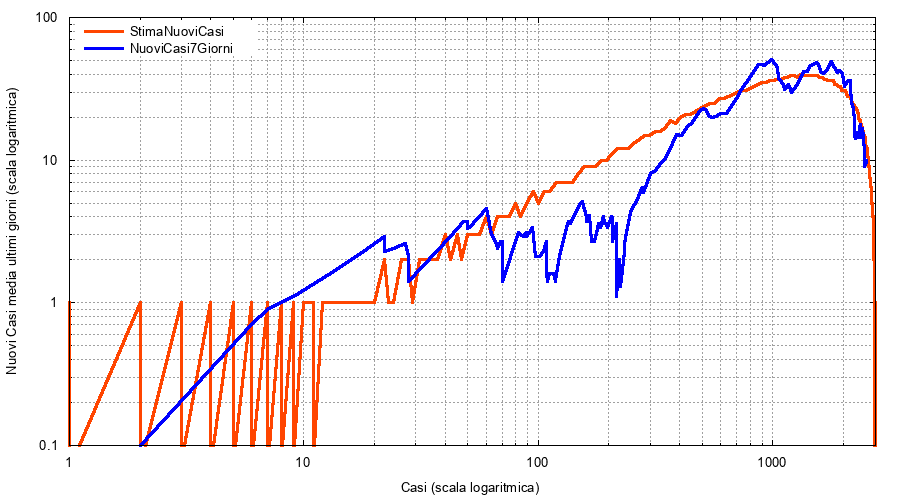 StimaNuoviCasi
NuoviCasi7Giorni
Nuovi Casi media ultimi giorni (scala logaritmica)
100
10
1
0.1
1
10
100
1000
Casi (scala logaritmica)